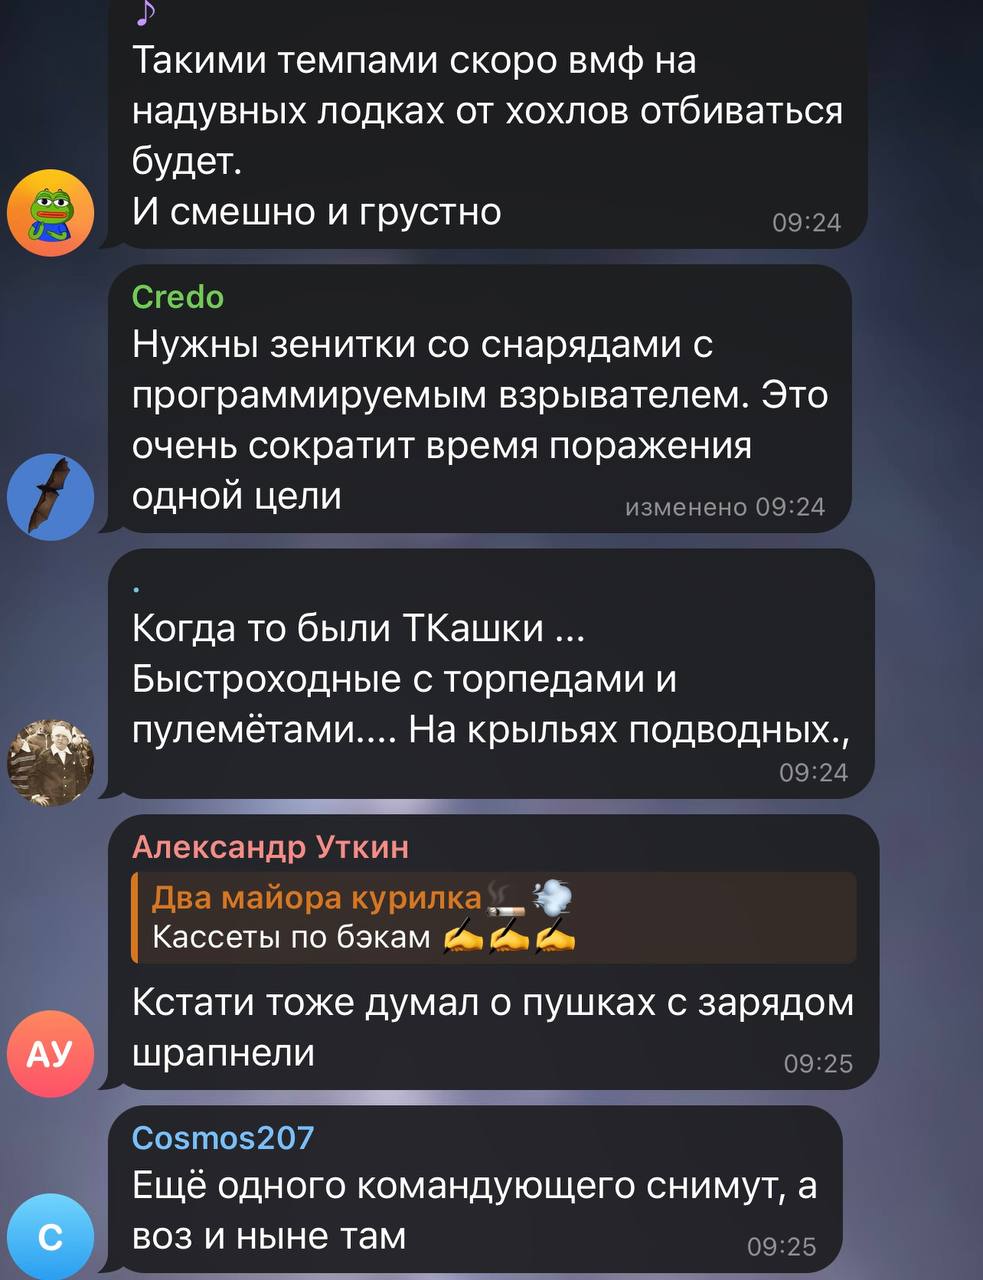 ♪
Такими темпами скоро вмф на
надувных лодках от хохлов отбиваться
будет.
И смешно и грустно
09:24
Credo
Нужны зенитки со снарядами с
программируемым взрывателем. Это
очень сократит время поражения
одной цели
изменено 09:24
.
Когда то были ТКашки ...
Быстроходные с торпедами и
пулемётами.... На крыльях подводных.,
09:24
Александр Уткин
Два майора курилка🚬💨
Кассеты по бэкам ✍️✍️✍️
Кстати тоже думал о пушках с зарядом
шрапнели
АУ
09:25
Cosmos207
Ещё одного командующего снимут, а
воз и ныне там
C
09:25